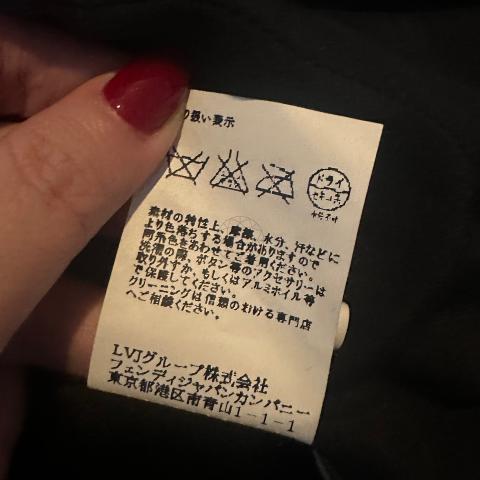 り扱い表示
ドライ
セキユ系
素材の特性上、摩擦、水分、汗などに
より色落ちする場合がありますので
同系色をあわせてご着用ください。
洗濯の際、ボタン等のアクセサリーは
取りはずすか、もしくはアルミホイル等
で保護してください。
クリーニングは信頼のおける専門店
へご相談ください。
LVJグループ株式会社
フェンディジャパンカンパニー
東京都港区南青山1-1-1